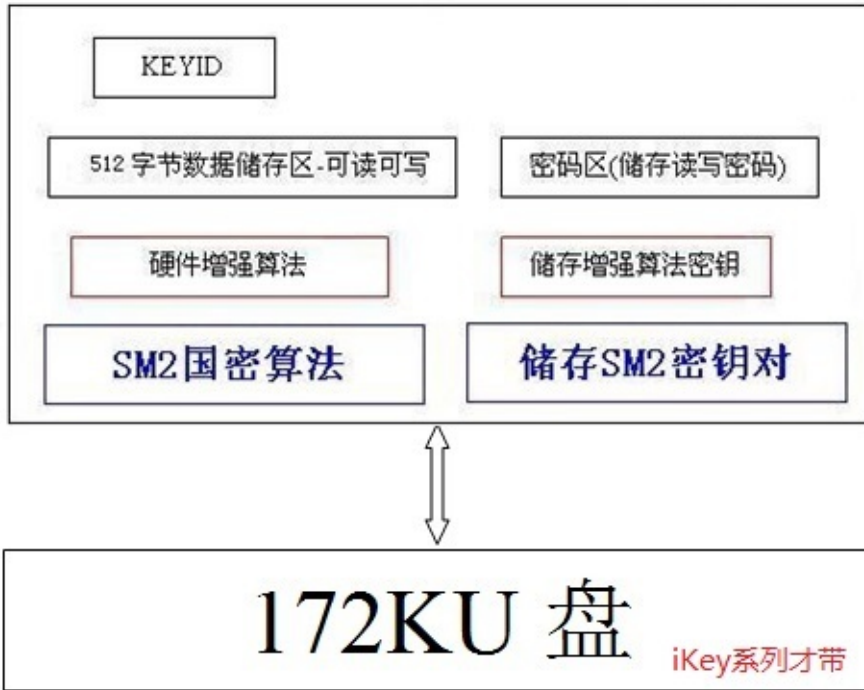 KEYID
512 字节数据储存区-可读可写
密码区(储存读写密码)
硬件增强算法
储存增强算法密钥
SM2国密算法
储存SM2密钥对
172KU 盘
iKey系列才带